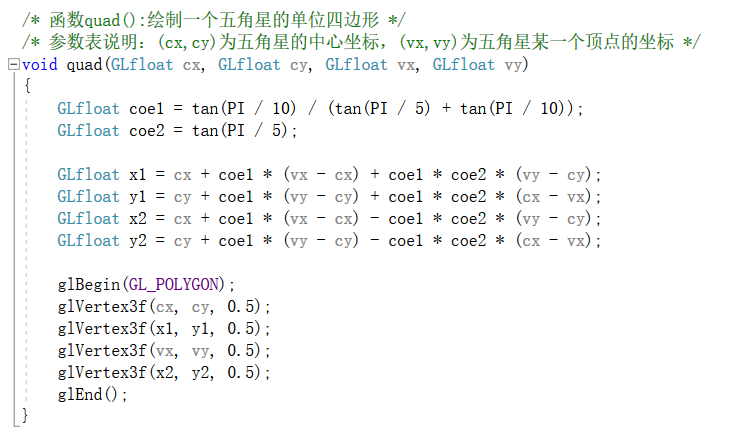 /* 函数quad():绘制一个五角星的单位四边形 */
/* 参数表说明：(cx,cy)为五角星的中心坐标，(vx,vy)为五角星某一个顶点的坐标 */
void quad(GLfloat cx, GLfloat cy, GLfloat vx, GLfloat vy)
{
    GLfloat coe1 = tan(PI / 10) / (tan(PI / 5) + tan(PI / 10));
    GLfloat coe2 = tan(PI / 5);
    GLfloat x1 = cx + coe1 * (vx - cx) + coe1 * coe2 * (vy - cy);
    GLfloat y1 = cy + coe1 * (vy - cy) + coe1 * coe2 * (cx - vx);
    GLfloat x2 = cx + coe1 * (vx - cx) - coe1 * coe2 * (vy - cy);
    GLfloat y2 = cy + coe1 * (vy - cy) - coe1 * coe2 * (cx - vx);
    glBegin(GL_POLYGON);
    glVertex3f(cx, cy, 0.5);
    glVertex3f(x1, y1, 0.5);
    glVertex3f(vx, vy, 0.5);
    glVertex3f(x2, y2, 0.5);
    glEnd();
}